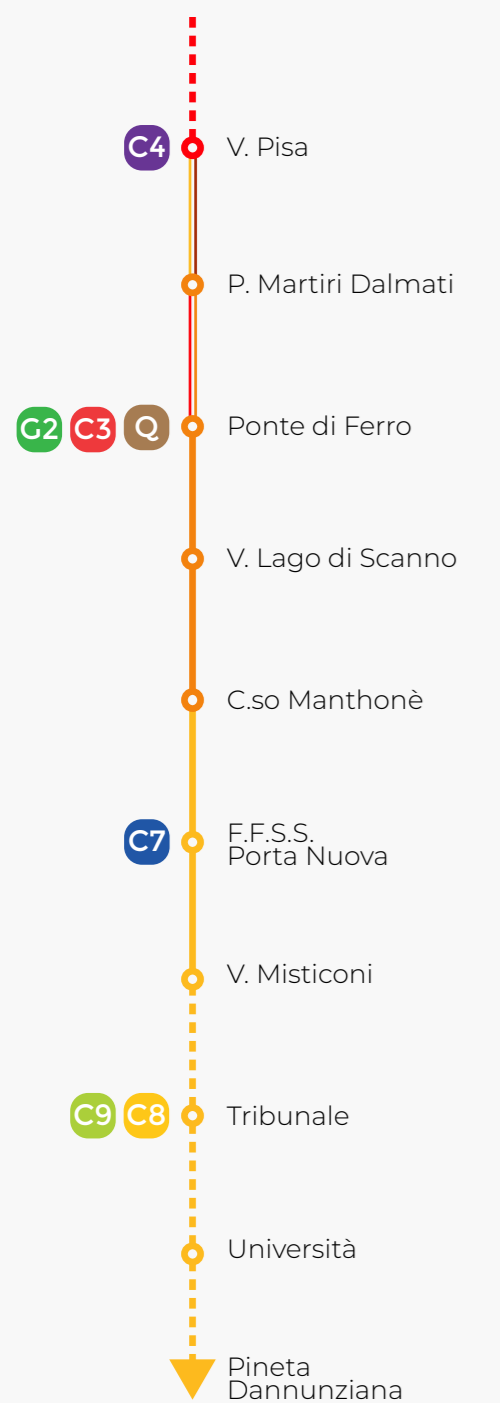 C4 V. Pisa
P. Martiri Dalmati
G2 C3 Q Ponte di Ferro
V. Lago di Scanno
C.so Manthonè
C7 F.F.S.S.
Porta Nuova
V. Misticoni
C9 C8 Tribunale
Università
Pineta
Dannunziana